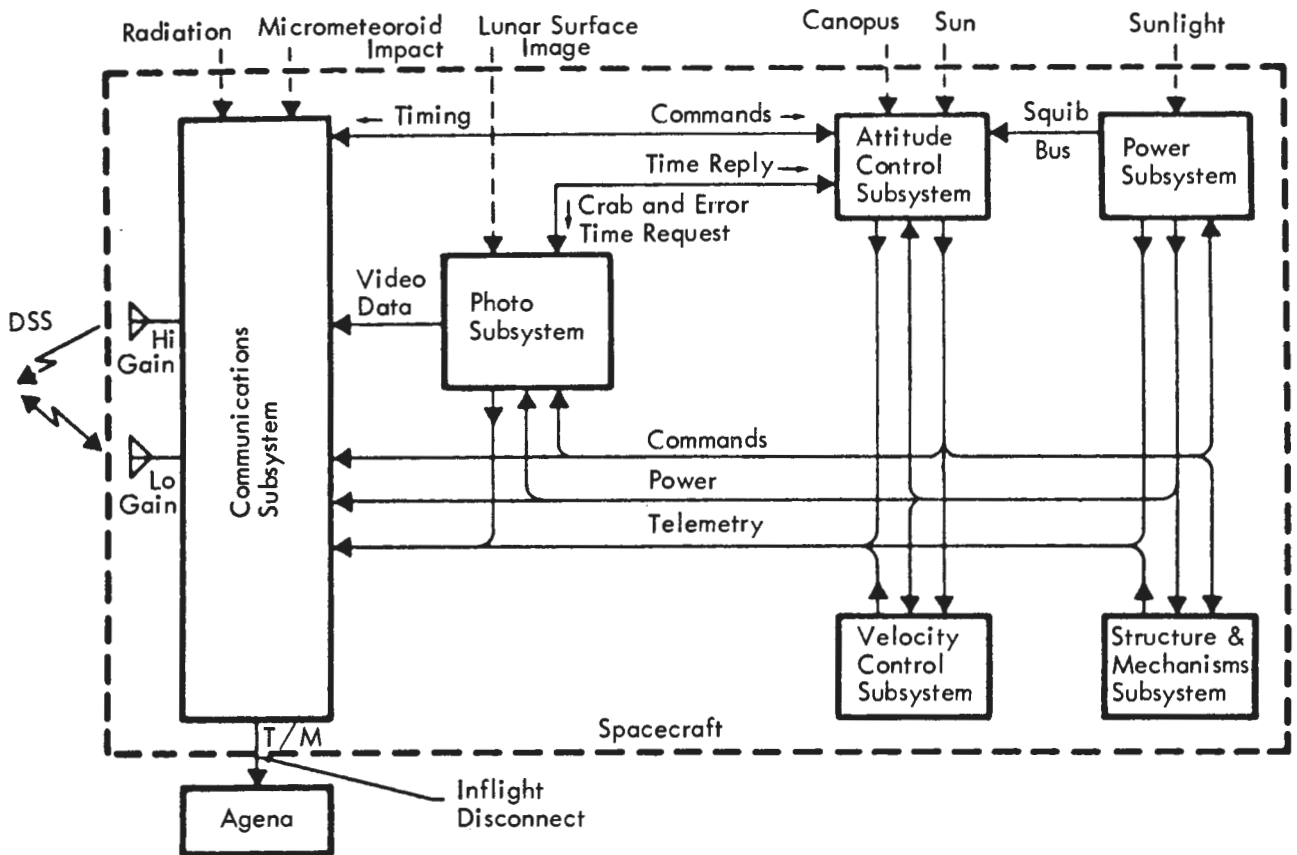 Radiation
Micrometeoroid
Impact
Lunar Surface
Image
Canopus
Sun
Sunlight
Timing
Commands
Attitude
Control
Subsystem
Squib
Bus
Power
Subsystem
Time Reply
Crab and Error
Time Request
Video
Data
Photo
Subsystem
DSS
Hi
Gain
Communications
Subsystem
Lo
Gain
Commands
Power
Telemetry
Velocity
Control
Subsystem
Structure &
Mechanisms
Subsystem
Spacecraft
T/M
Inflight
Disconnect
Agena